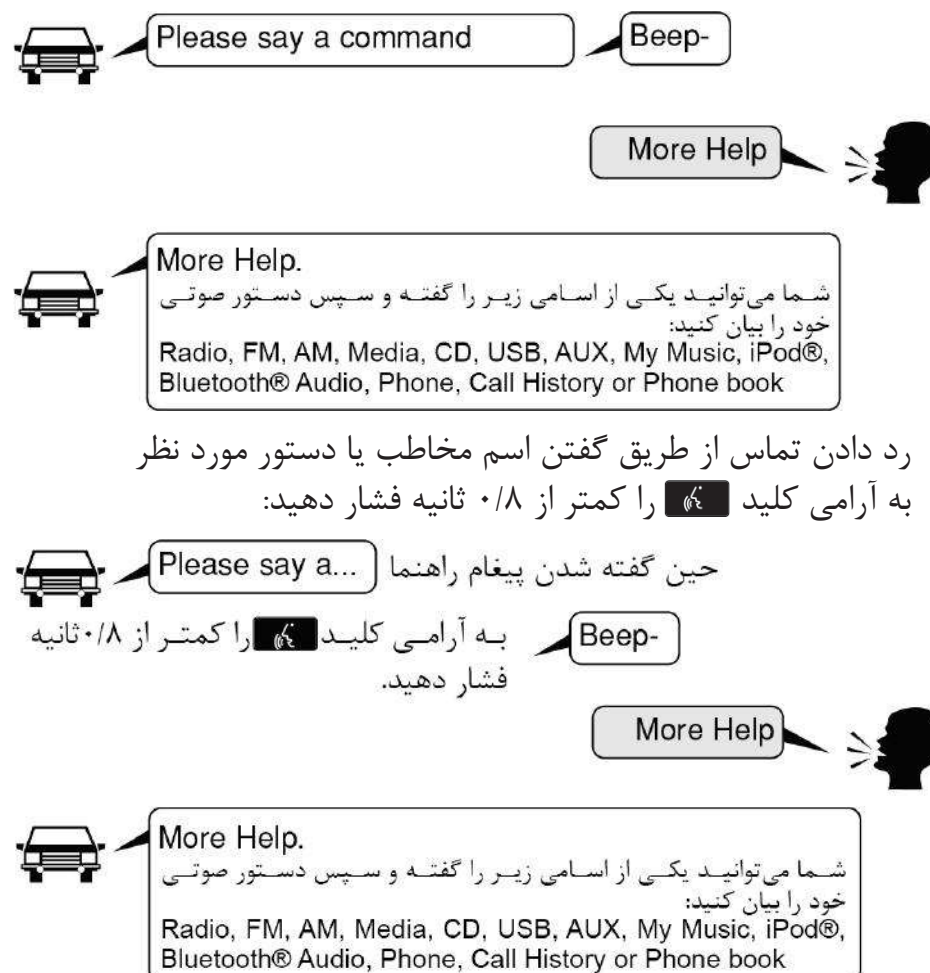 Please say a command
Beep-
More Help
More Help.
شما می‌توانید یکی از اسامی زیر را گفته و سپس دستور صوتی
خود را بیان کنید:
Radio, FM, AM, Media, CD, USB, AUX, My Music, iPod®,
Bluetooth® Audio, Phone, Call History or Phone book
رد دادن تماس از طریق گفتن اسم مخاطب یا دستور مورد نظر
به آرامی کلید را کمتر از ۰/۸ ثانیه فشار دهید:
Please say a...
حین گفته شدن پیغام راهنما
به آرامی کلید را کمتر از ۰/۸ ثانیه
فشار دهید.
Beep-
More Help
More Help.
شما می‌توانید یکی از اسامی زیر را گفته و سپس دستور صوتی
خود را بیان کنید:
Radio, FM, AM, Media, CD, USB, AUX, My Music, iPod®,
Bluetooth® Audio, Phone, Call History or Phone book